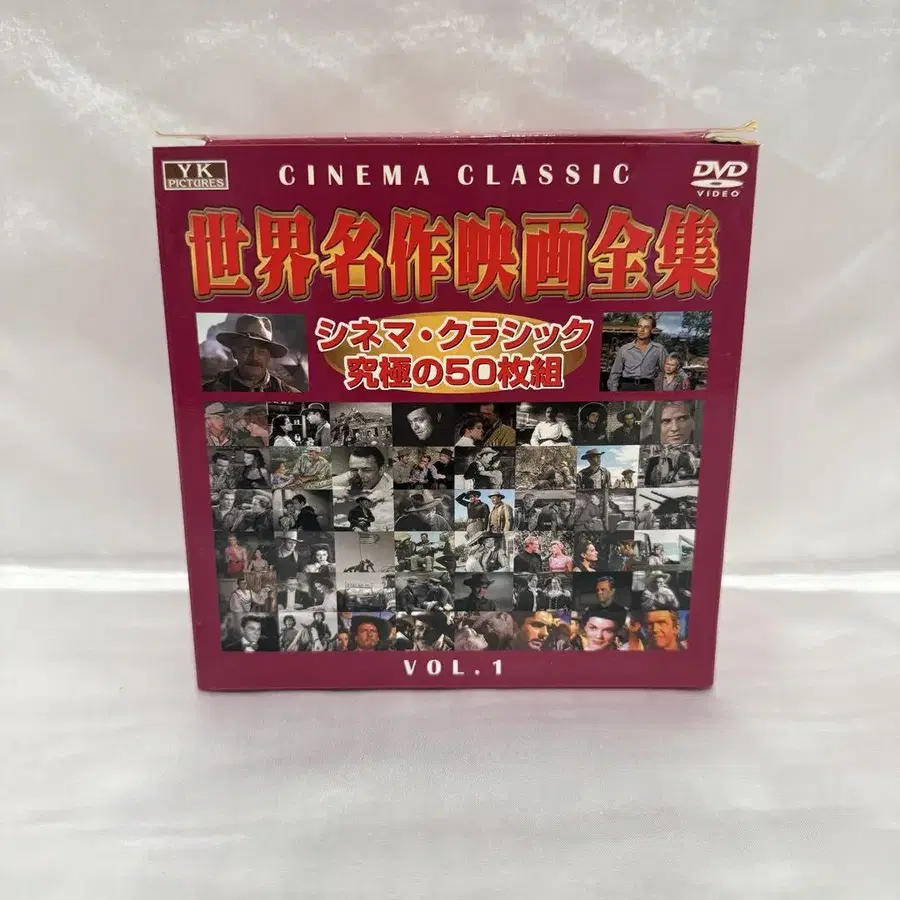 YK
PICTURES
CINEMA CLASSIC
DVD
VIDEO
世界名作映画全集
シネマ・クラシック
究極の50枚組
VOL.1